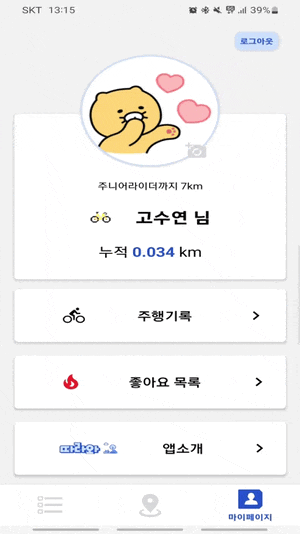 SKT 13:15 39%
로그아웃
주니어라이더까지 7km
고수연 님
누적 0.034 km
주행기록
좋아요 목록
따라와 앱소개
마이페이지